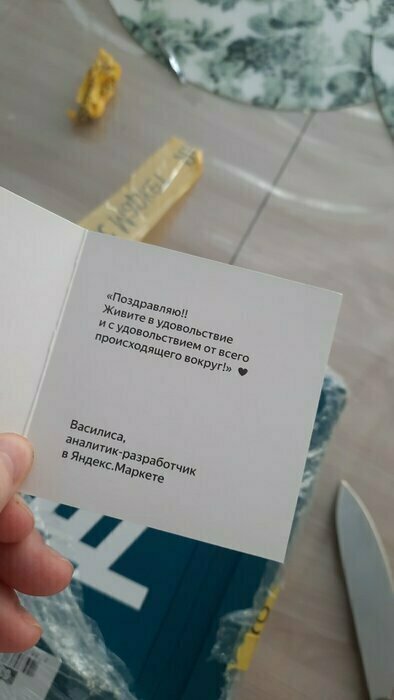 «Поздравляю!!
Живите в удовольствие
и с удовольствием от всего
происходящего вокруг!» ♥
Василиса,
аналитик-разработчик
в Яндекс.Маркете